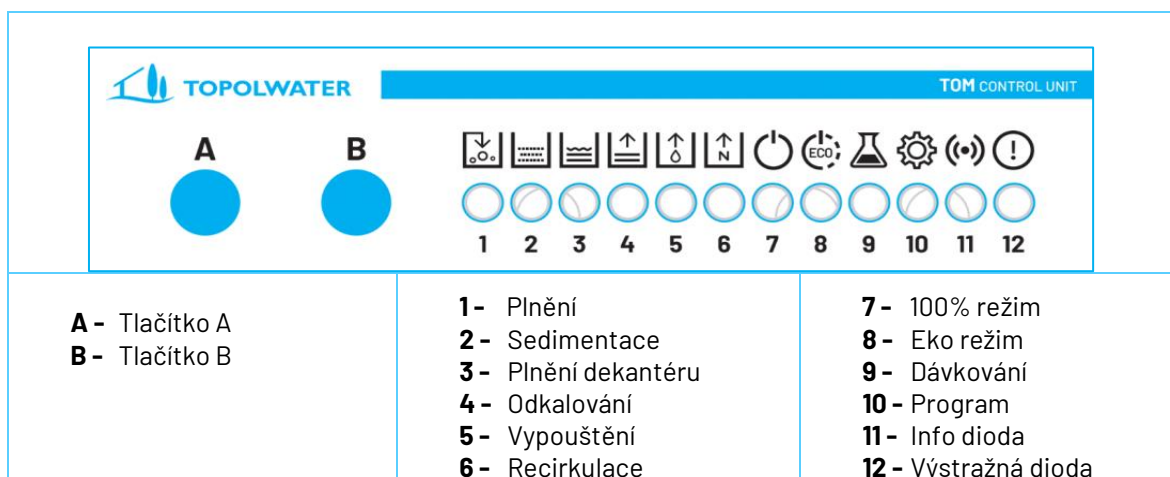 TOPOLWATER
TOM CONTROL UNIT
A B
N ECO !
1 2 3 4 5 6 7 8 9 10 11 12
A - Tlačítko A
B - Tlačítko B
1 - Plnění
2 - Sedimentace
3 - Plnění dekantéru
4 - Odkalování
5 - Vypouštění
6 - Recirkulace
7 - 100% režim
8 - Eko režim
9 - Dávkování
10 - Program
11 - Info dioda
12 - Výstražná dioda